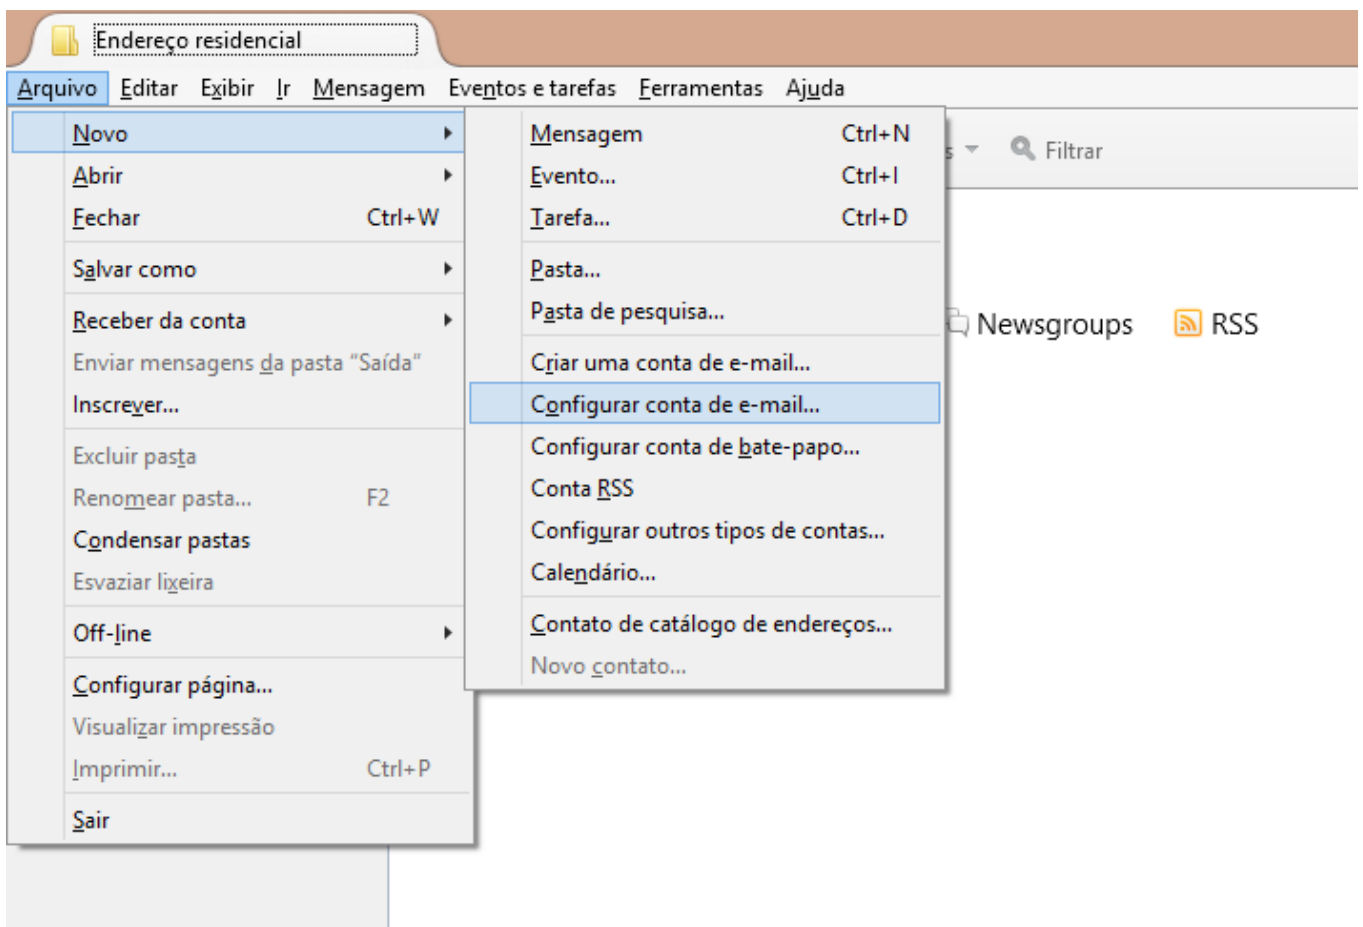 Endereço residencial
Arquivo Editar Exibir Ir Mensagem Eventos e tarefas Ferramentas Ajuda
Novo
Abrir
Fechar Ctrl+W
Salvar como
Receber da conta
Enviar mensagens da pasta “Saída”
Inscrever...
Excluir pasta
Renomear pasta... F2
Condensar pastas
Esvaziar lixeira
Off-line
Configurar página...
Visualizar impressão
Imprimir... Ctrl+P
Sair
Mensagem Ctrl+N
Evento... Ctrl+I
Tarefa... Ctrl+D
Pasta...
Pasta de pesquisa...
Criar uma conta de e-mail...
Configurar conta de e-mail...
Configurar conta de bate-papo...
Conta RSS
Configurar outros tipos de contas...
Calendário...
Contato de catálogo de endereços...
Novo contato...
Filtrar
Newsgroups RSS